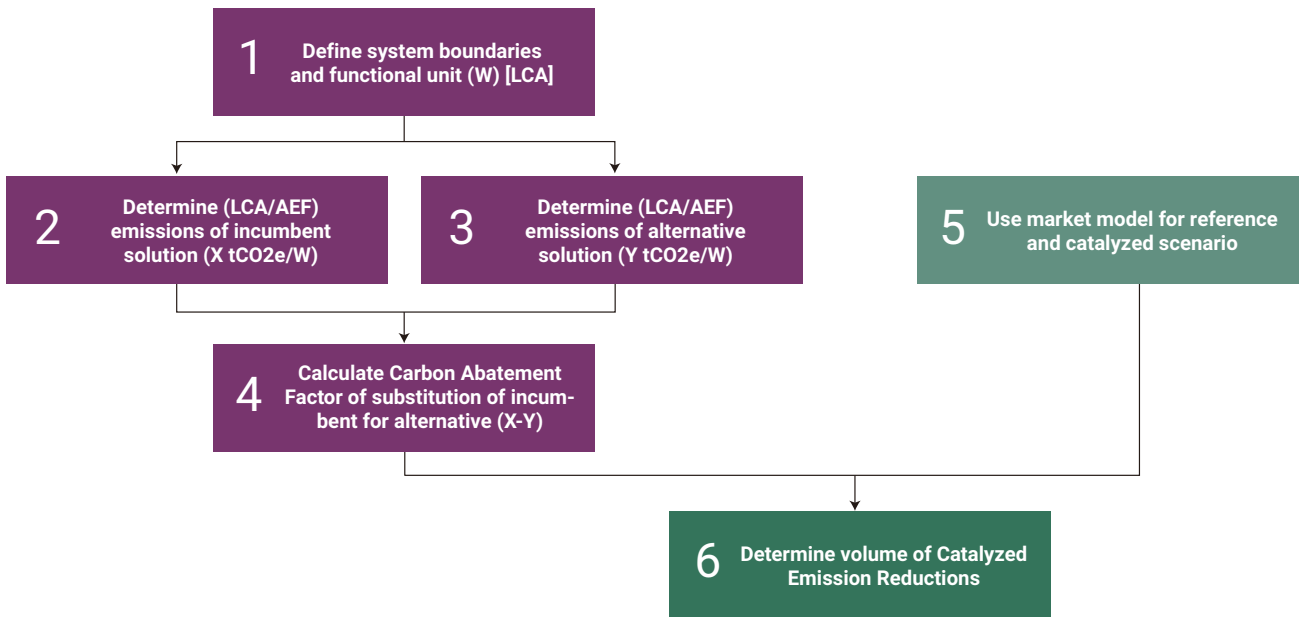 1
Define system boundaries
and functional unit (W) [LCA]
2
Determine (LCA/AEF)
emissions of incumbent
solution (X tCO2e/W)
3
Determine (LCA/AEF)
emissions of alternative
solution (Y tCO2e/W)
5
Use market model for reference
and catalyzed scenario
4
Calculate Carbon Abatement
Factor of substitution of incum-
bent for alternative (X-Y)
6
Determine volume of Catalyzed
Emission Reductions